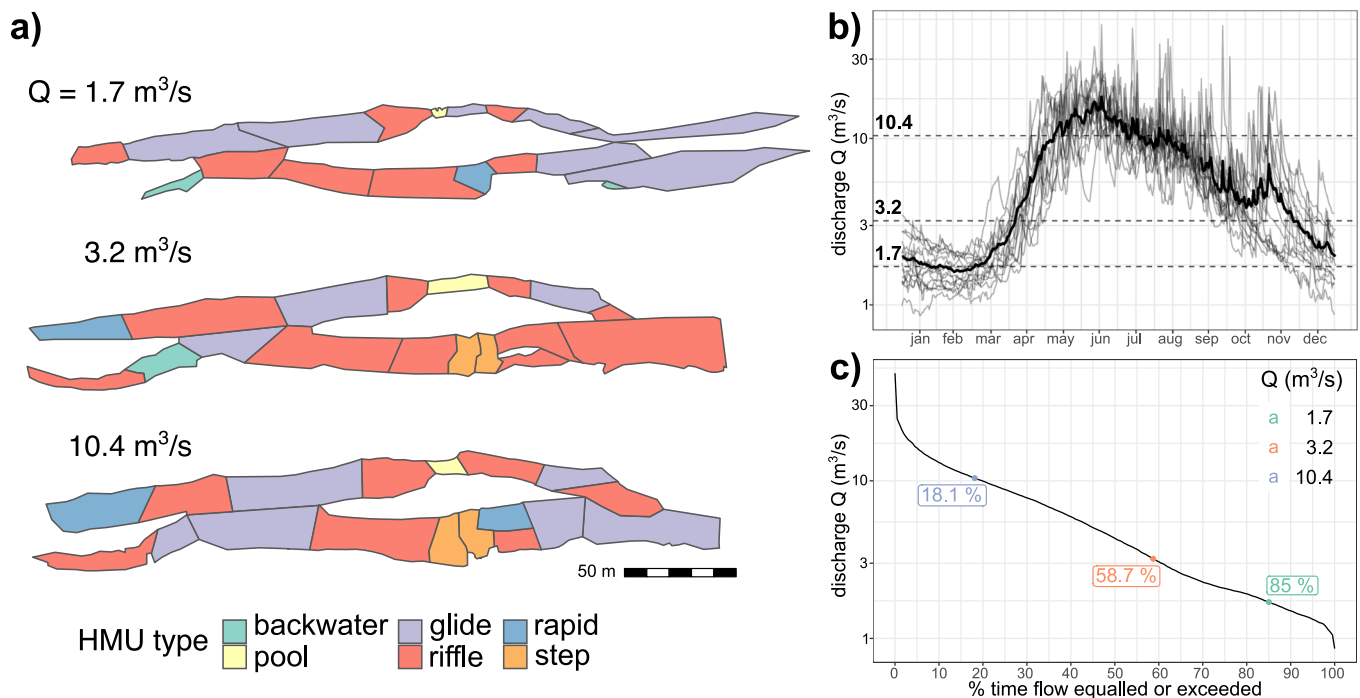 a)
Q = 1.7 m³/s
3.2 m³/s
10.4 m³/s
50 m
HMU type
backwater
glide
rapid
pool
riffle
step
b)
discharge Q (m³/s)
30
10
3
1
10.4
3.2
1.7
jan feb mar apr may jun jul aug sep oct nov dec
c)
discharge Q (m³/s)
30
10
3
1
Q (m³/s)
a 1.7
a 3.2
a 10.4
18.1 %
58.7 %
85 %
0 10 20 30 40 50 60 70 80 90 100
% time flow equalled or exceeded